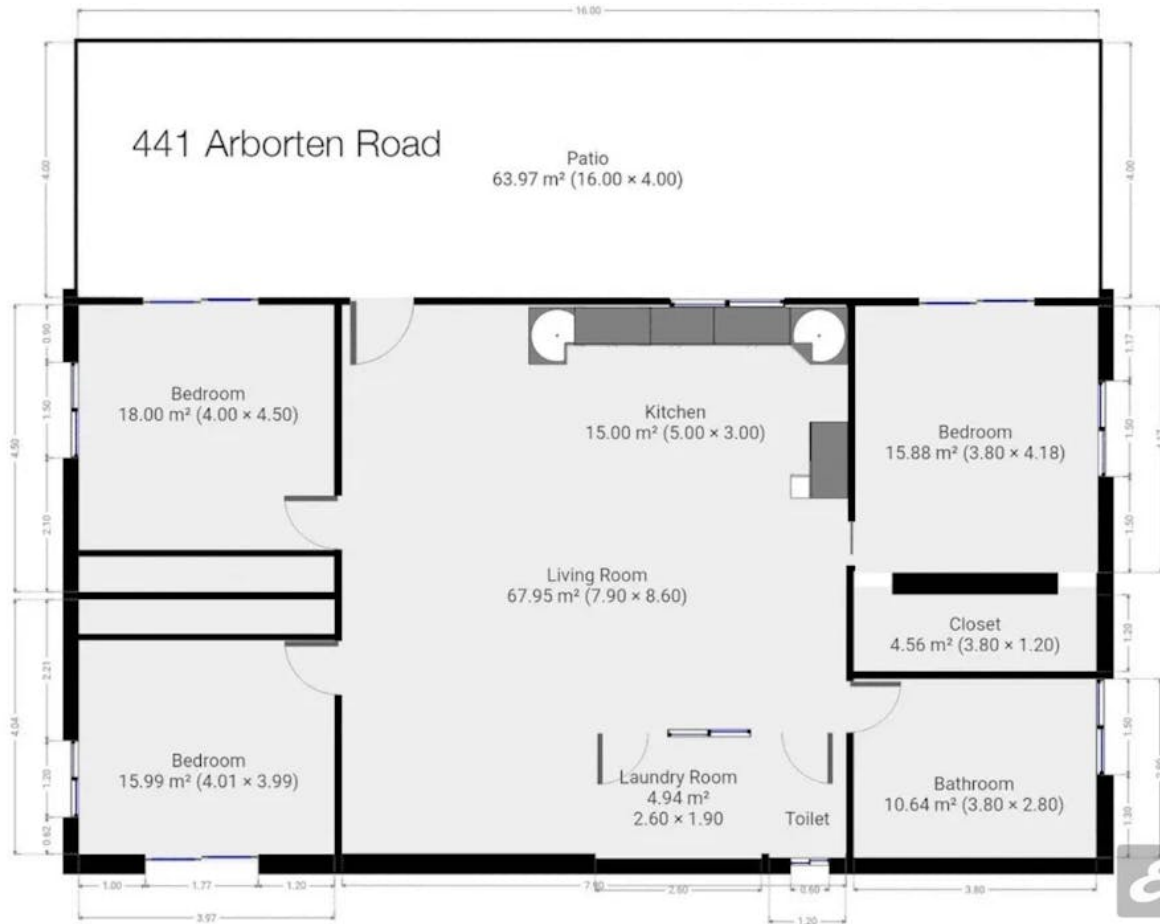 16.00
441 Arborten Road
4.00
Patio
63.97 m² (16.00 × 4.00)
4.00
0.90
1.50
2.10
4.50
Bedroom
18.00 m² (4.00 × 4.50)
Kitchen
15.00 m² (5.00 × 3.00)
Bedroom
15.88 m² (3.80 × 4.18)
1.17
1.50
1.50
Living Room
67.95 m² (7.90 × 8.60)
Closet
4.56 m² (3.80 × 1.20)
1.20
2.21
4.04
1.20
0.62
Bedroom
15.99 m² (4.01 × 3.99)
Laundry Room
4.94 m²
2.60 × 1.90
Toilet
Bathroom
10.64 m² (3.80 × 2.80)
1.50
1.30
1.00
1.77
1.20
3.97
2.60
0.60
1.20
3.80